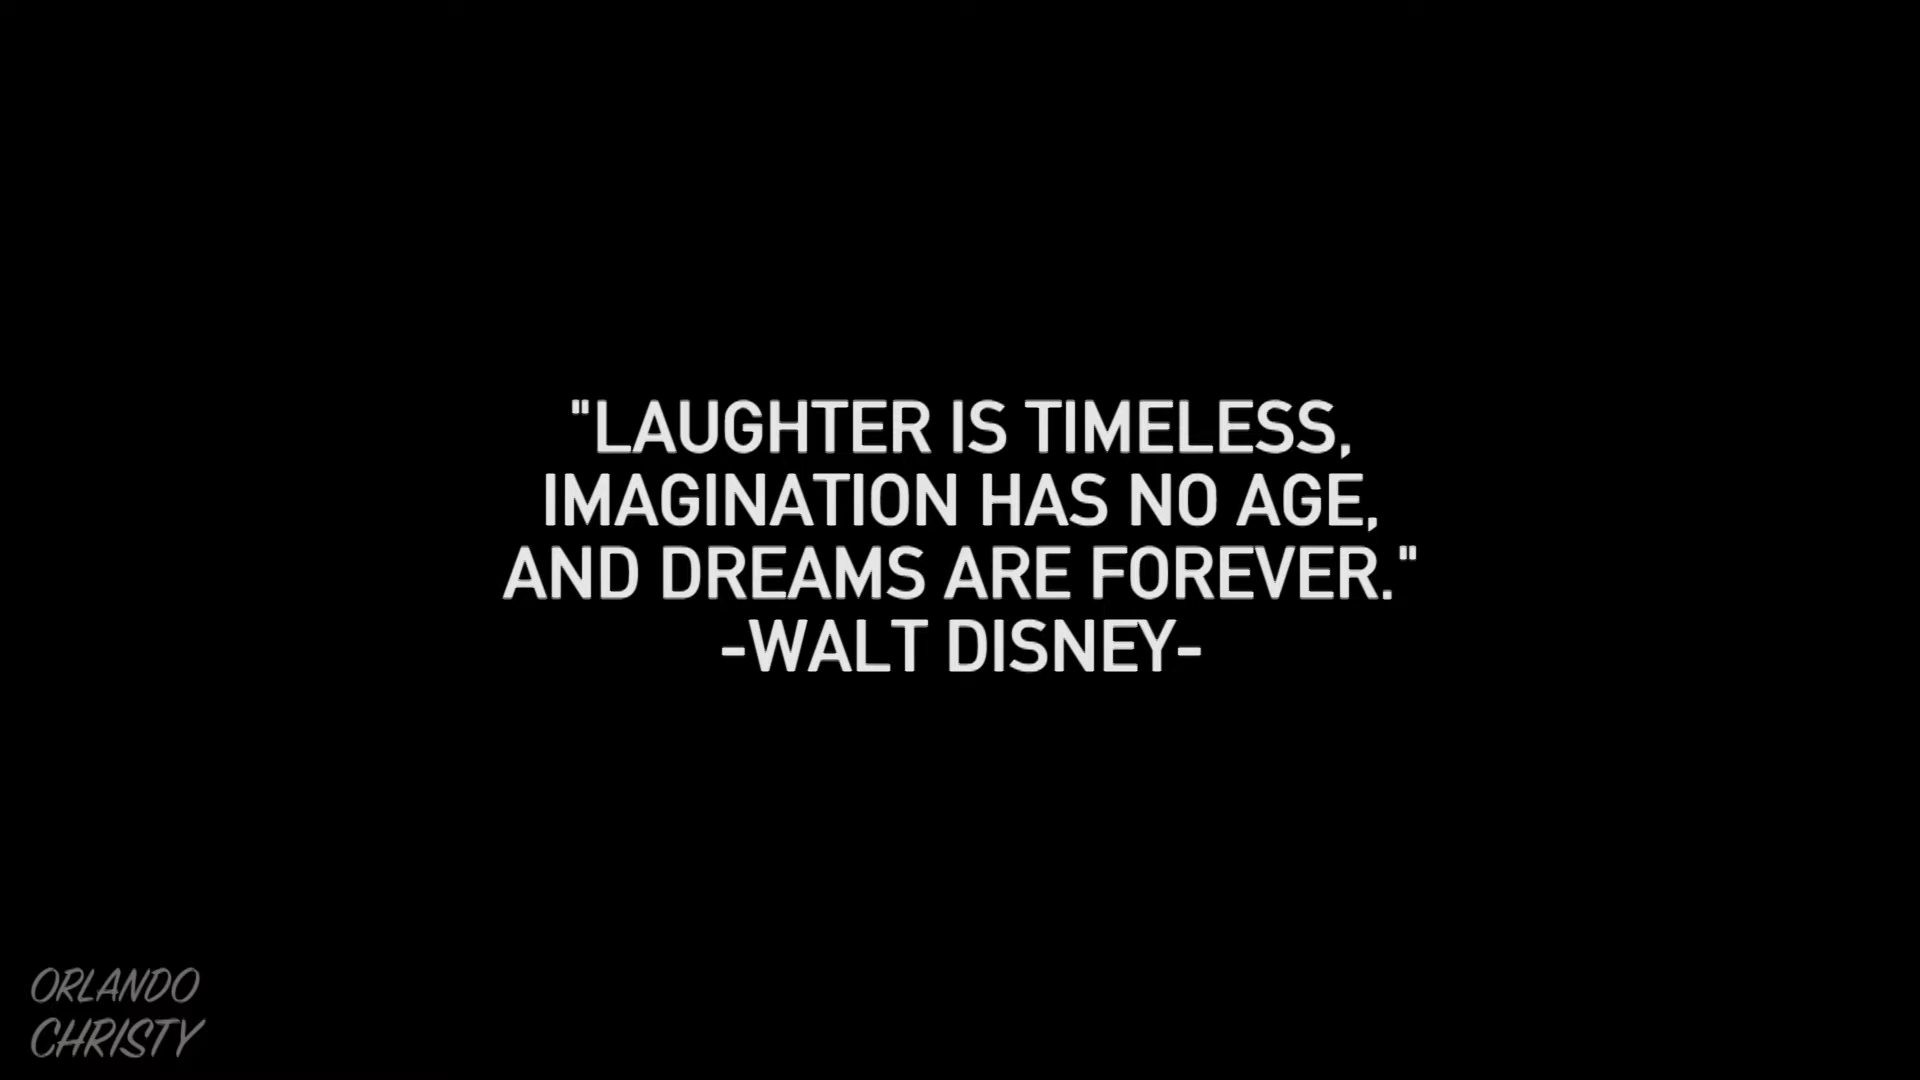 "LAUGHTER IS TIMELESS,
IMAGINATION HAS NO AGE,
AND DREAMS ARE FOREVER."
-WALT DISNEY-
ORLANDO
CHRISTY